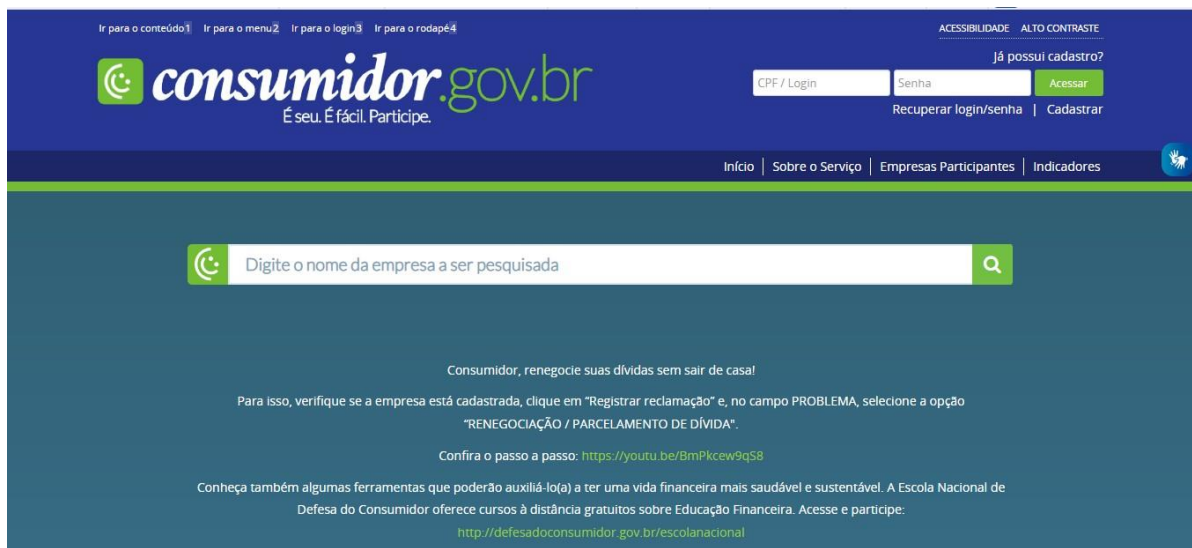 Ir para o conteúdo1 Ir para o menu2 Ir para o login3 Ir para o rodapé4
ACESSIBILIDADE ALTO CONTRASTE
consumidor.gov.br
É seu. É fácil. Participe.
Já possui cadastro?
CPF / Login Senha Acessar
Recuperar login/senha | Cadastrar
Início | Sobre o Serviço | Empresas Participantes | Indicadores
Digite o nome da empresa a ser pesquisada
Consumidor, renegocie suas dívidas sem sair de casa!
Para isso, verifique se a empresa está cadastrada, clique em "Registrar reclamação" e, no campo PROBLEMA, selecione a opção
"RENEGOCIAÇÃO / PARCELAMENTO DE DÍVIDA".
Confira o passo a passo: https://youtu.be/BmPkcew9qS8
Conheça também algumas ferramentas que poderão auxiliá-lo(a) a ter uma vida financeira mais saudável e sustentável. A Escola Nacional de
Defesa do Consumidor oferece cursos à distância gratuitos sobre Educação Financeira. Acesse e participe:
http://defesadoconsumidor.gov.br/escolanacional